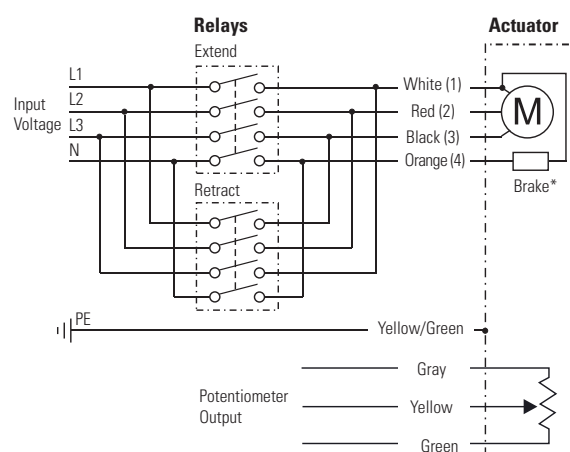 Relays
Actuator
Extend
L1
White (1)
Input
Voltage
L2
Red (2)
M
L3
Black (3)
N
Orange (4)
Brake*
Retract
PE
Yellow/Green
Gray
Potentiometer
Output
Yellow
Green